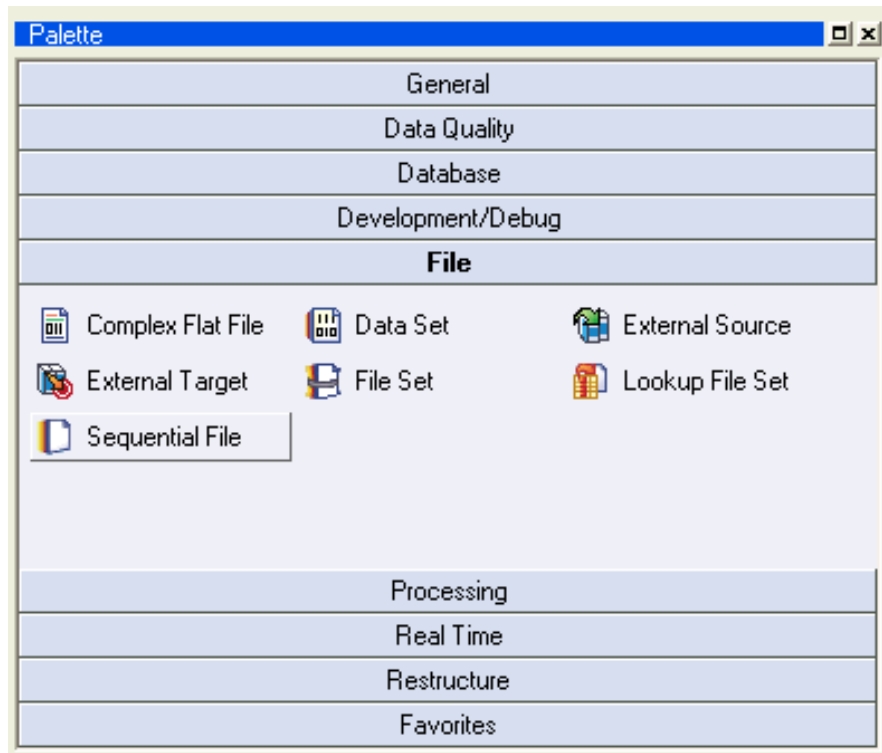 Palette
General
Data Quality
Database
Development/Debug
File
Complex Flat File Data Set External Source
External Target File Set Lookup File Set
Sequential File
Processing
Real Time
Restructure
Favorites